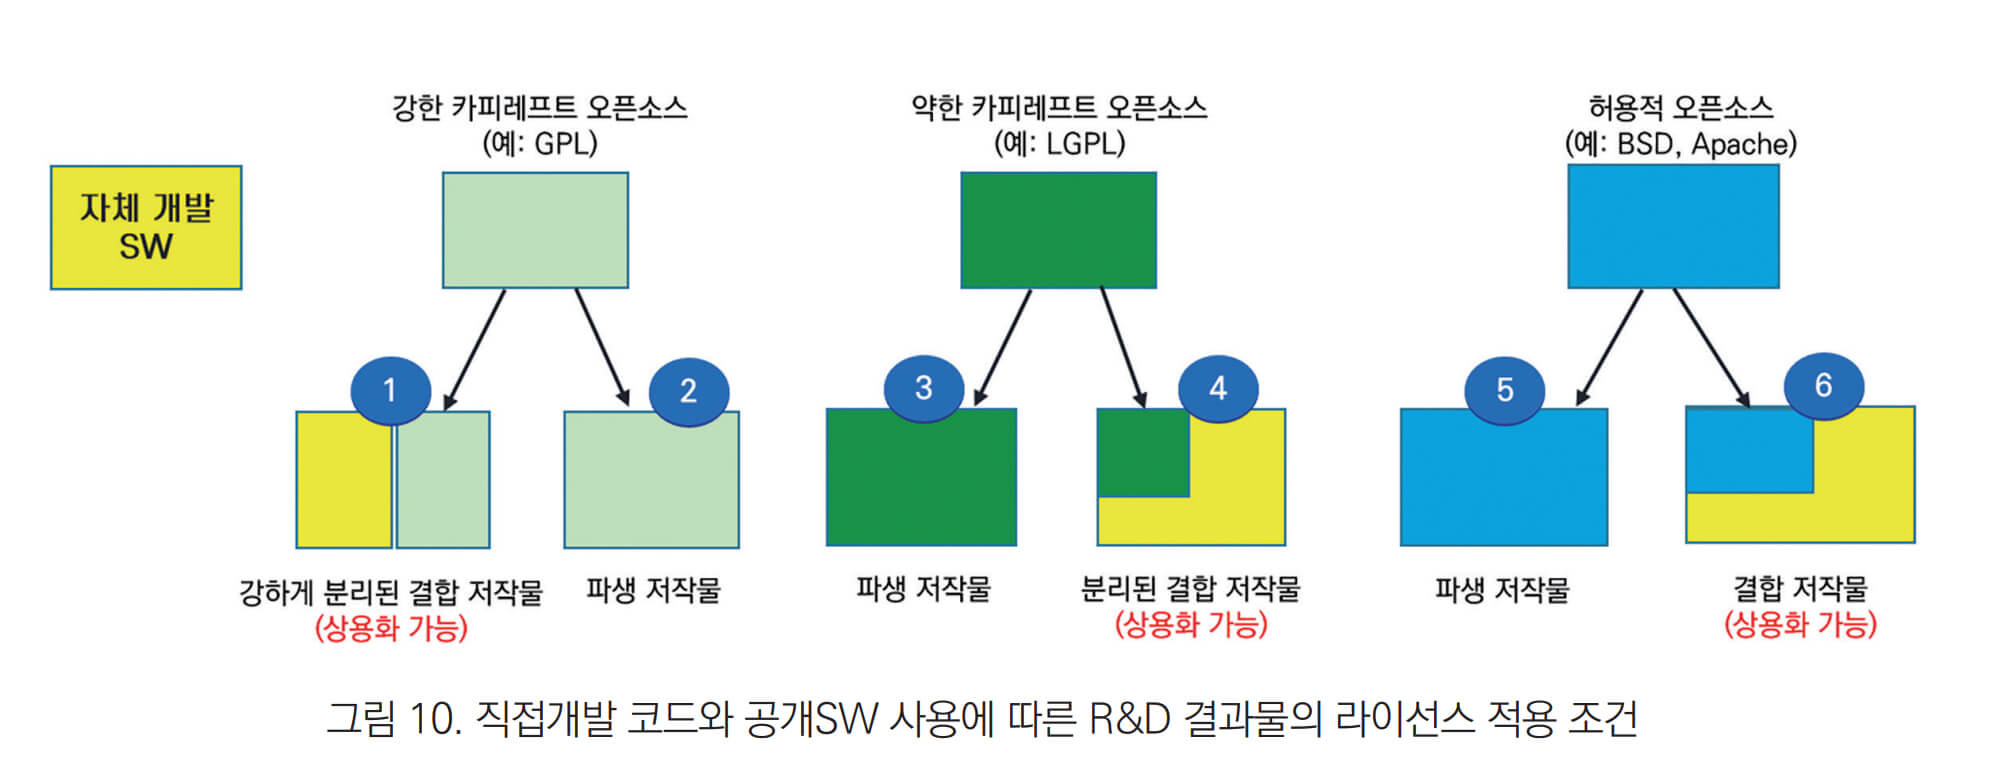 강한 카피레프트 오픈소스
(예: GPL)
약한 카피레프트 오픈소스
(예: LGPL)
허용적 오픈소스
(예: BSD, Apache)
자체 개발
SW
1
2
3
4
5
6
강하게 분리된 결합 저작물
(상용화 가능)
파생 저작물
파생 저작물
분리된 결합 저작물
(상용화 가능)
파생 저작물
결합 저작물
(상용화 가능)
그림 10. 직접개발 코드와 공개SW 사용에 따른 R&D 결과물의 라이선스 적용 조건